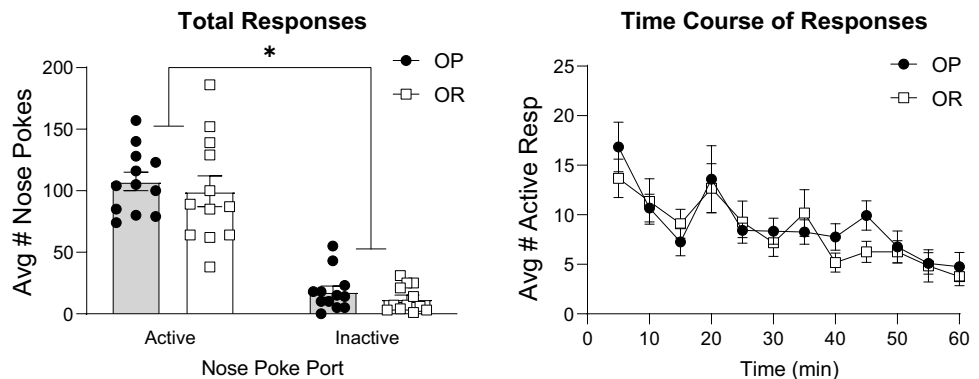 Total Responses
*
OP
OR
Avg # Nose Pokes
200
150
100
50
0
Active
Inactive
Nose Poke Port
Time Course of Responses
OP
OR
Avg # Active Resp
25
20
15
10
5
0
0 10 20 30 40 50 60
Time (min)